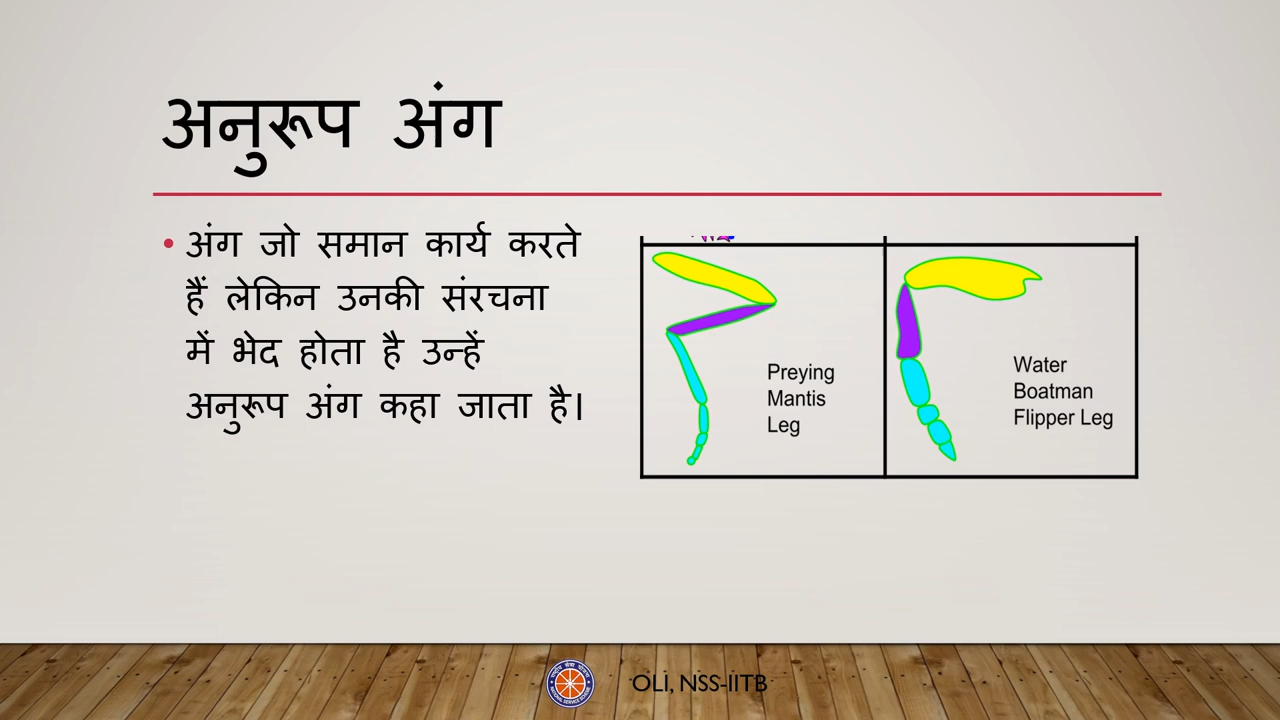 अनुरूप अंग
• अंग जो समान कार्य करते
हैं लेकिन उनकी संरचना
में भेद होता है उन्हें
अनुरूप अंग कहा जाता है।
Preying
Mantis
Leg
Water
Boatman
Flipper Leg
OLI, NSS-IITB